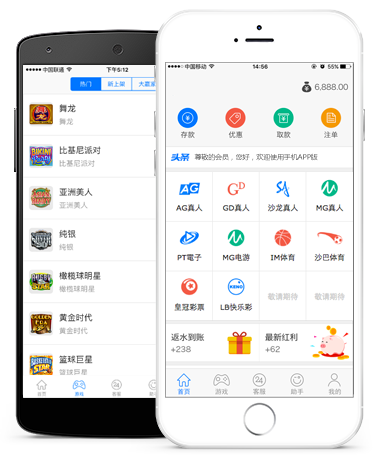 中国联通
下午5:12
热门
新上架
大赢家
舞龙
舞龙
比基尼派对
比基尼派对
亚洲美人
亚洲美人
纯银
纯银
橄榄球明星
橄榄球明星
黄金时代
黄金时代
篮球巨星
篮球巨星
首页
游戏
客服
中国移动
14:56
55%
6,888.00
存款
优惠
取款
注单
头条
尊敬的会员，您好，欢迎使用手机APP版
AG真人
GD真人
沙龙真人
MG真人
PT電子
MG电游
IM体育
沙巴体育
皇冠彩票
LB快乐彩
敬请期待
敬请期待
返水到账
+238
最新红利
+62
首页
游戏
客服
助手
我的